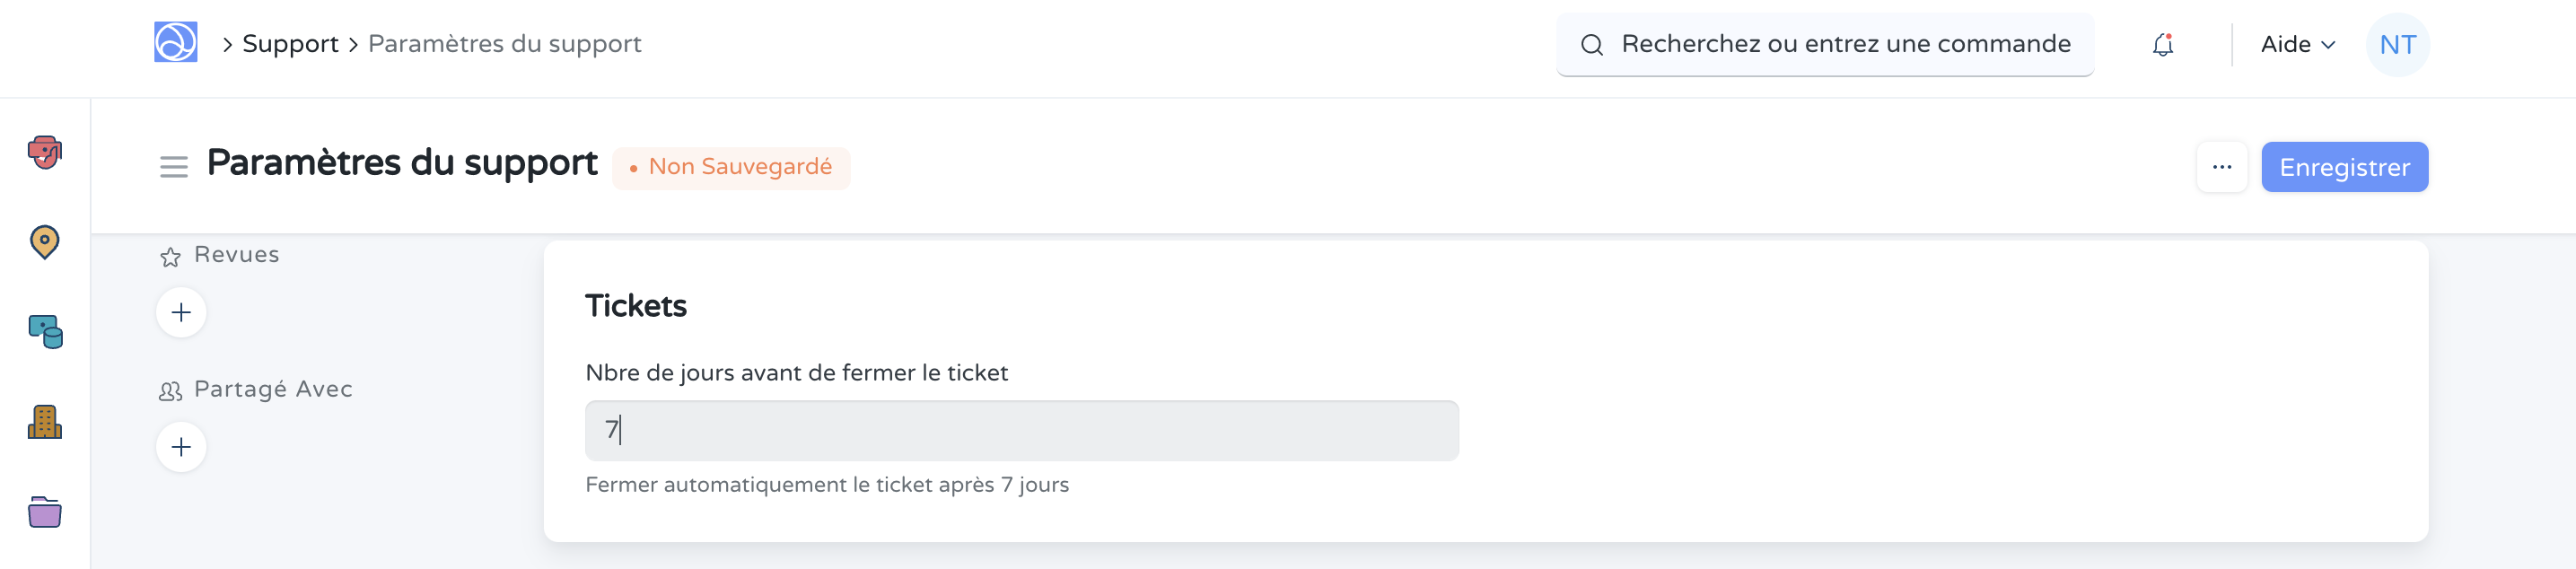 Support Paramètres du support
Recherchez ou entrez une commande
Aide
NT
Paramètres du support
• Non Sauvegardé
...
Enregistrer
Revues
Partagé Avec
Tickets
Nbre de jours avant de fermer le ticket
7
Fermer automatiquement le ticket après 7 jours